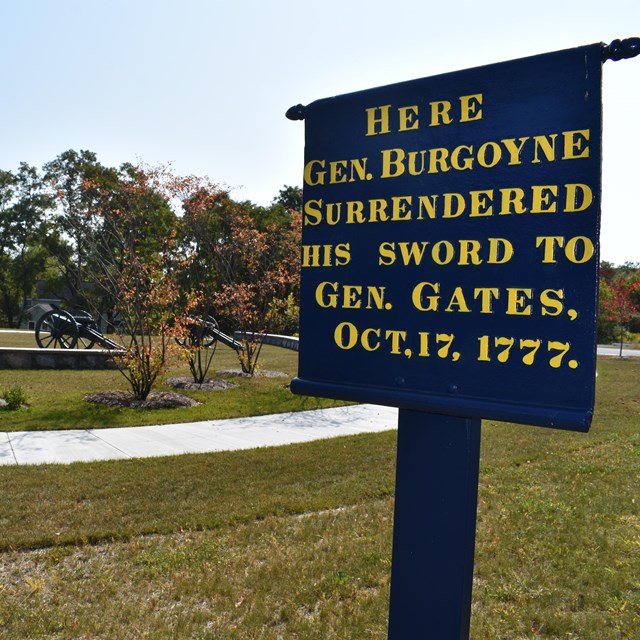 HERE
GEN. BURGOYNE
SURRENDERED
HIS SWORD TO
GEN. GATES,
OCT, 17, 1777.